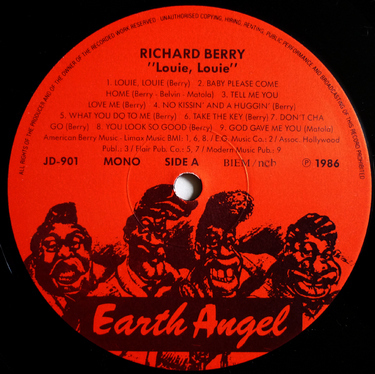 ALL RIGHTS OF THE PRODUCER AND OF THE OWNER OF THE RECORDED WORK RESERVED. UNAUTHORISED COPYING, HIRING, RENTING, PUBLIC PERFORMANCE AND BROADCASTING OF THIS RECORD PROHIBITED
RICHARD BERRY
"Louie, Louie"
1. LOUIE, LOUIE (Berry) 2. BABY PLEASE COME
HOME (Berry - Belvin - Matola) 3. TELL ME YOU
LOVE ME (Berry) 4. NO KISSIN' AND A HUGGIN' (Berry)
5. WHAT YOU DO TO ME (Berry) 6. TAKE THE KEY (Berry) 7. DON'T CHA
GO (Berry) 8. YOU LOOK SO GOOD (Berry) 9. GOD GAVE ME YOU (Matola)
American Berry Music - Limax Music BMI: 1, 6, 8. / E.G. Music Co.: 2 / Assoc. Hollywood
Publ.: 3 / Hair Publ. Co.: 5, 7 / Modern Music Pub.: 9
JD-901 MONO SIDE A BIEM / ncb ℗ 1986
Earth Angel